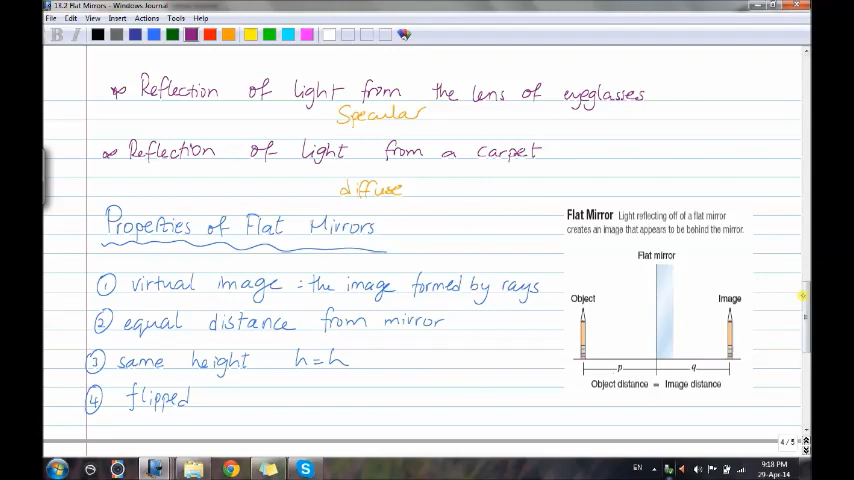 13.2 Flat Mirrors - Windows Journal
File Edit View Insert Actions Tools Help
B I
Reflection of light from the lens of eyeglasses
Specular
Reflection of light from a carpet
diffuse
Properties of Flat Mirrors
① virtual image : the image formed by rays
② equal distance from mirror
③ same height h=h
④ flipped
Flat Mirror Light reflecting off of a flat mirror
creates an image that appears to be behind the mirror.
Flat mirror
Object
Image
p
q
Object distance = Image distance
4 / 5
EN
9:18 PM
29-Apr-14